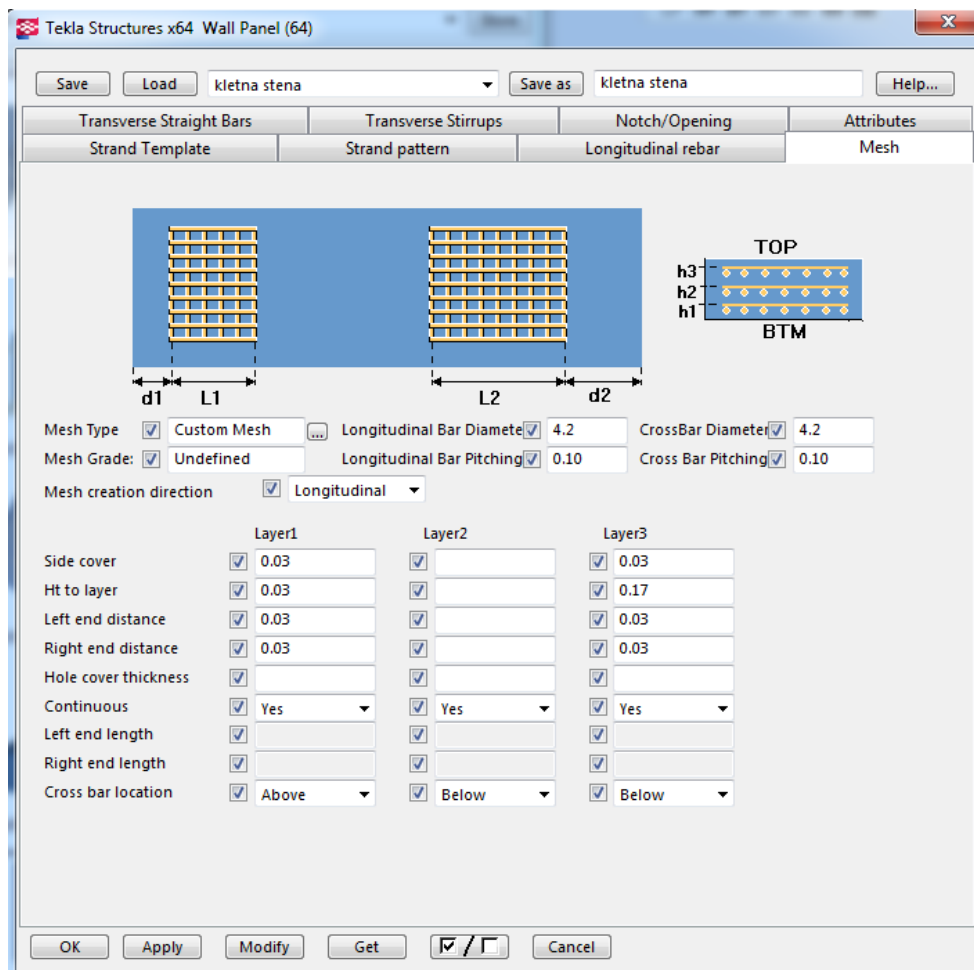 Tekla Structures x64 Wall Panel (64)
Save Load kletna stena Save as kletna stena Help...
Transverse Straight Bars Transverse Stirrups Notch/Opening Attributes
Strand Template Strand pattern Longitudinal rebar Mesh
TOP
h3
h2
h1
BTM
d1 L1 L2 d2
Mesh Type Custom Mesh ... Longitudinal Bar Diamete 4.2 CrossBar Diameter 4.2
Mesh Grade: Undefined Longitudinal Bar Pitching 0.10 Cross Bar Pitching 0.10
Mesh creation direction Longitudinal
Layer1 Layer2 Layer3
Side cover 0.03 0.03
Ht to layer 0.03 0.17
Left end distance 0.03 0.03
Right end distance 0.03 0.03
Hole cover thickness
Continuous Yes Yes Yes
Left end length
Right end length
Cross bar location Above Below Below
OK Apply Modify Get / Cancel